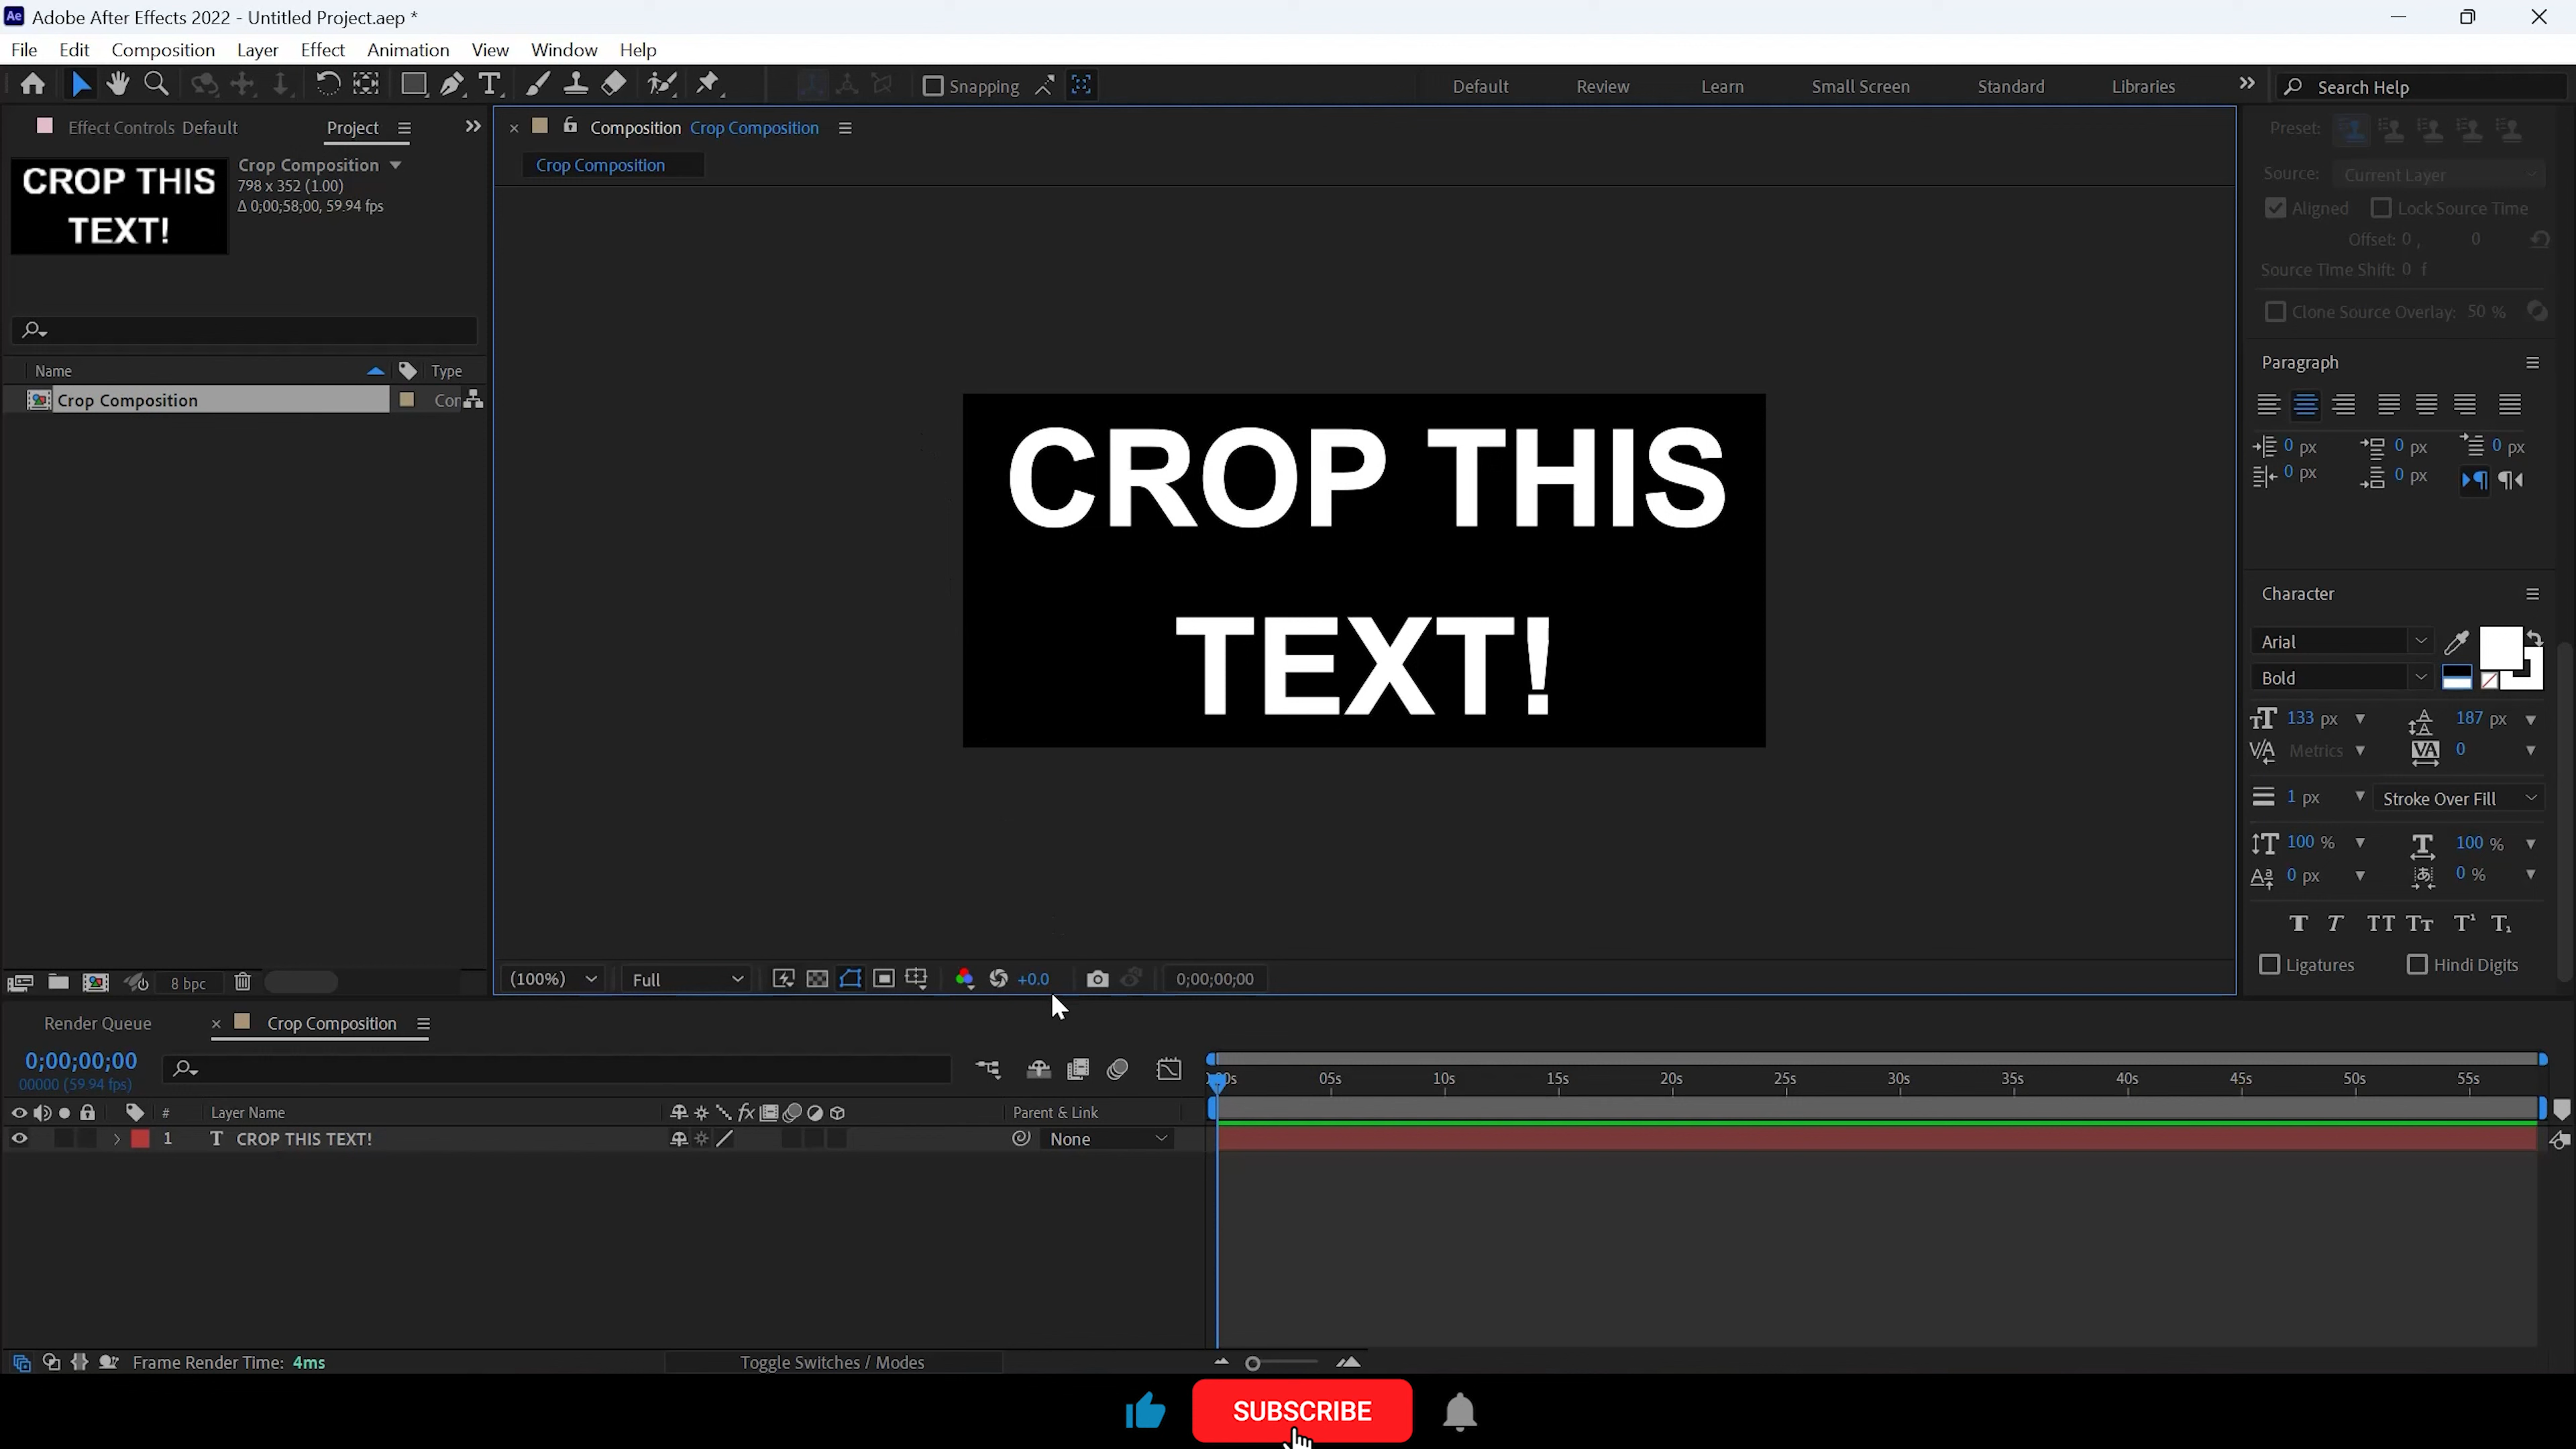 Adobe After Effects 2022 - Untitled Project.aep *
File Edit Composition Layer Effect Animation View Window Help
Snapping Default Review Learn Small Screen Standard Libraries Search Help
Effect Controls Default Project
Composition Crop Composition
Crop Composition
Crop Composition
798 x 352 (1.00)
Δ 0;00;58;00, 59.94 fps
CROP THIS
TEXT!
Name Type
Crop Composition Con
CROP THIS
TEXT!
Preset:
Source: Current Layer
Aligned Lock Source Time
Offset: 0 , 0
Source Time Shift: 0 f
Clone Source Overlay: 50 %
Paragraph
0 px 0 px 0 px
0 px 0 px
Character
Arial
Bold
133 px 187 px
Metrics 0
1 px Stroke Over Fill
100 % 100 %
0 px 0 %
Ligatures Hindi Digits
8 bpc
(100%) Full +0.0 0;00;00;00
Render Queue Crop Composition
0;00;00;00
00000 (59.94 fps)
05s 10s 15s 20s 25s 30s 35s 40s 45s 50s 55s
# Layer Name Parent & Link
1 T CROP THIS TEXT! None
Frame Render Time: 4ms Toggle Switches / Modes
SUBSCRIBE